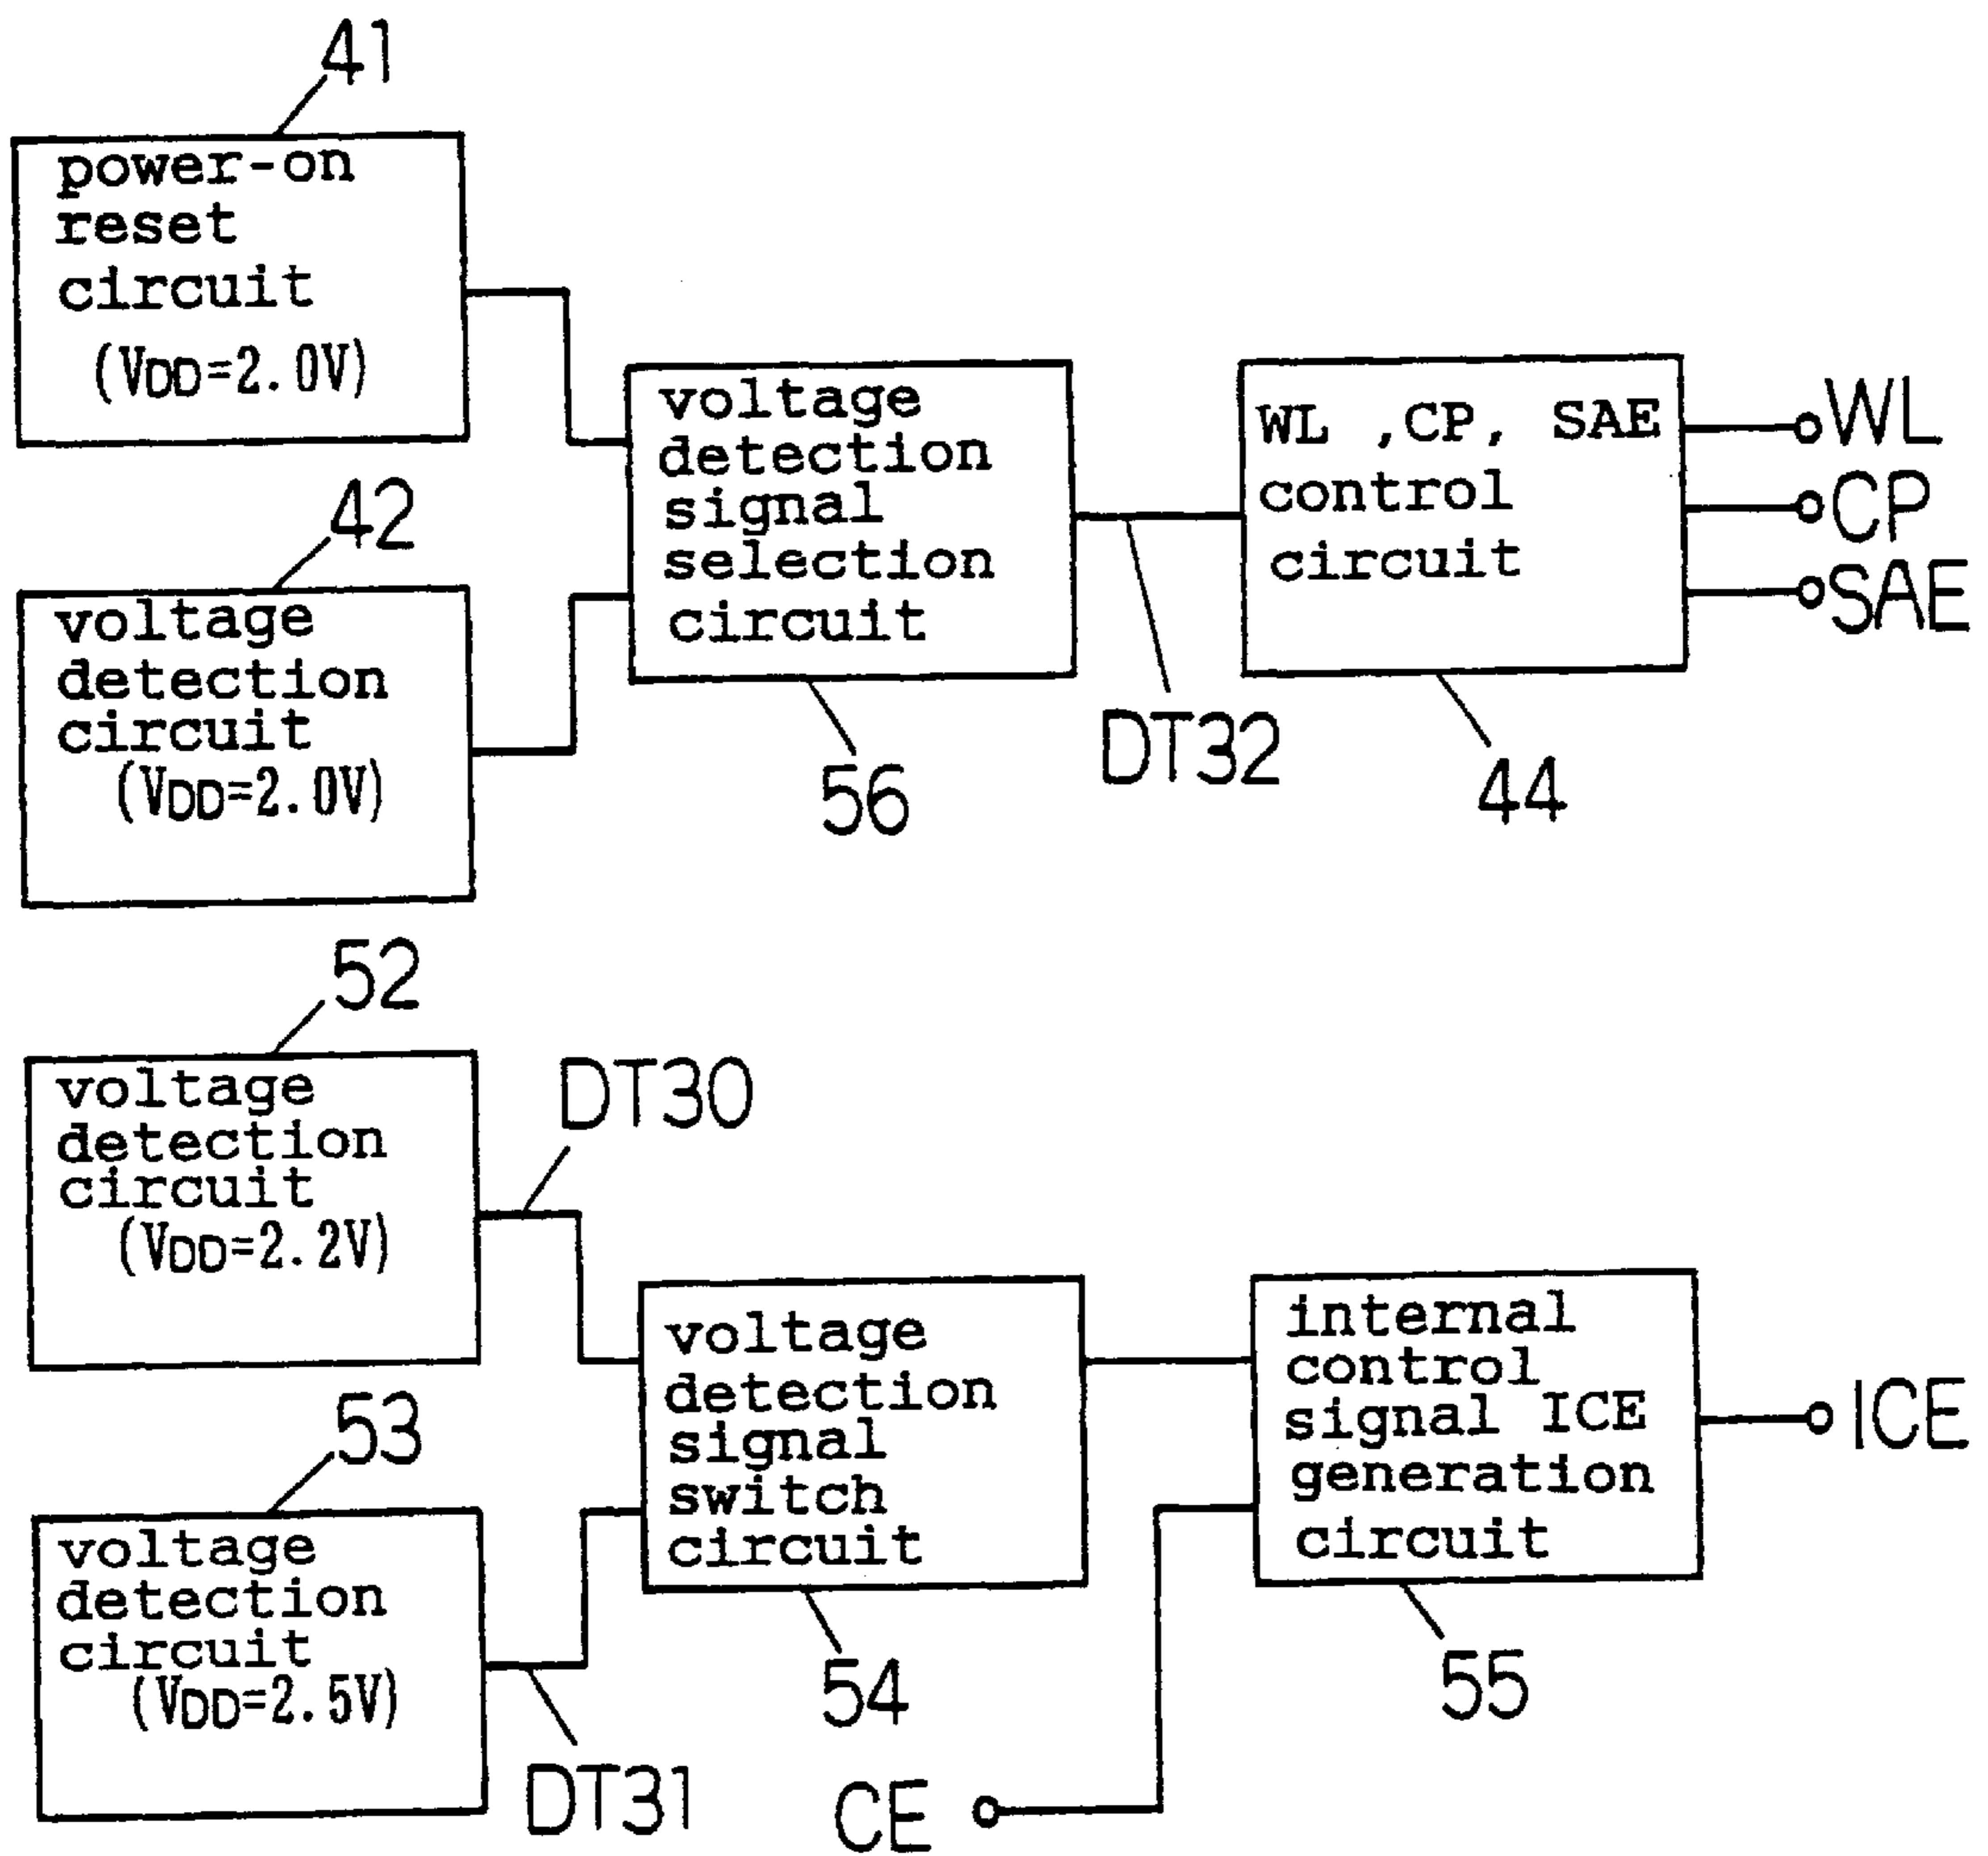 41
power-on
reset
circuit
(VDD=2.0V)
42
voltage
detection
circuit
(VDD=2.0V)
voltage
detection
signal
selection
circuit
56
DT32
WL ,CP, SAE
control
circuit
44
WL
CP
SAE
52
voltage
detection
circuit
(VDD=2.2V)
DT30
53
voltage
detection
circuit
(VDD=2.5V)
DT31
voltage
detection
signal
switch
circuit
54
CE
internal
control
signal ICE
generation
circuit
55
ICE